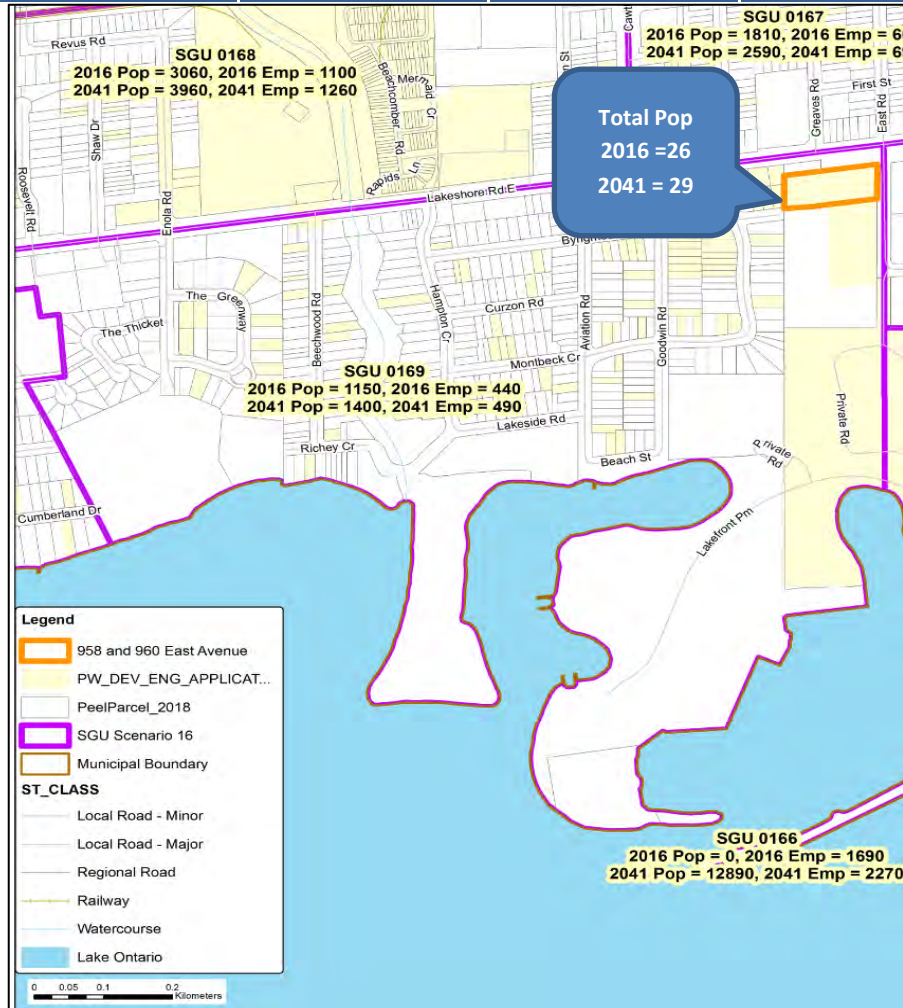 Revus Rd
SGU 0168
2016 Pop = 3060, 2016 Emp = 1100
2041 Pop = 3960, 2041 Emp = 1260
SGU 0167
2016 Pop = 1810, 2016 Emp = 6
2041 Pop = 2590, 2041 Emp = 6
Cawt
Beachcomber Rd
Mermaid Cr
Rapids Ln
First St
Greaves Rd
East Rd
Total Pop
2016 =26
2041 = 29
Roosevelt Rd
Shaw Dr
Enola Rd
Lakeshore Rd E
The Greenway
The Thicket
Beechwood Rd
Hampton Cr
Curzon Rd
Aviation Rd
Goodwin Rd
Montbeck Cr
SGU 0169
2016 Pop = 1150, 2016 Emp = 440
2041 Pop = 1400, 2041 Emp = 490
Lakeside Rd
Richey Cr
Beach St
Private Rd
Private Rd
Lakefront Pm
Cumberland Dr
Legend
958 and 960 East Avenue
PW_DEV_ENG_APPLICAT...
PeelParcel_2018
SGU Scenario 16
Municipal Boundary
ST_CLASS
Local Road - Minor
Local Road - Major
Regional Road
Railway
Watercourse
Lake Ontario
0 0.05 0.1 0.2
Kilometers
SGU 0166
2016 Pop = 0, 2016 Emp = 1690
2041 Pop = 12890, 2041 Emp = 2270